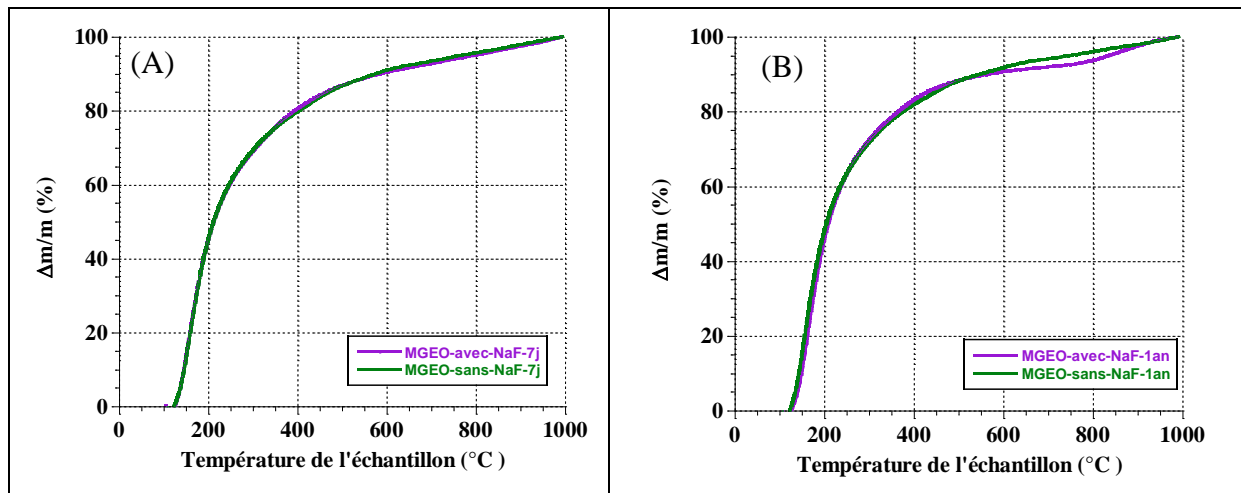 (A)
100
80
60
40
20
0
Δm/m (%)
MGEO-avec-NaF-7j
MGEO-sans-NaF-7j
0 200 400 600 800 1000
Température de l'échantillon (°C )
(B)
100
80
60
40
20
0
Δm/m (%)
MGEO-avec-NaF-1an
MGEO-sans-NaF-1an
0 200 400 600 800 1000
Température de l'échantillon (°C )